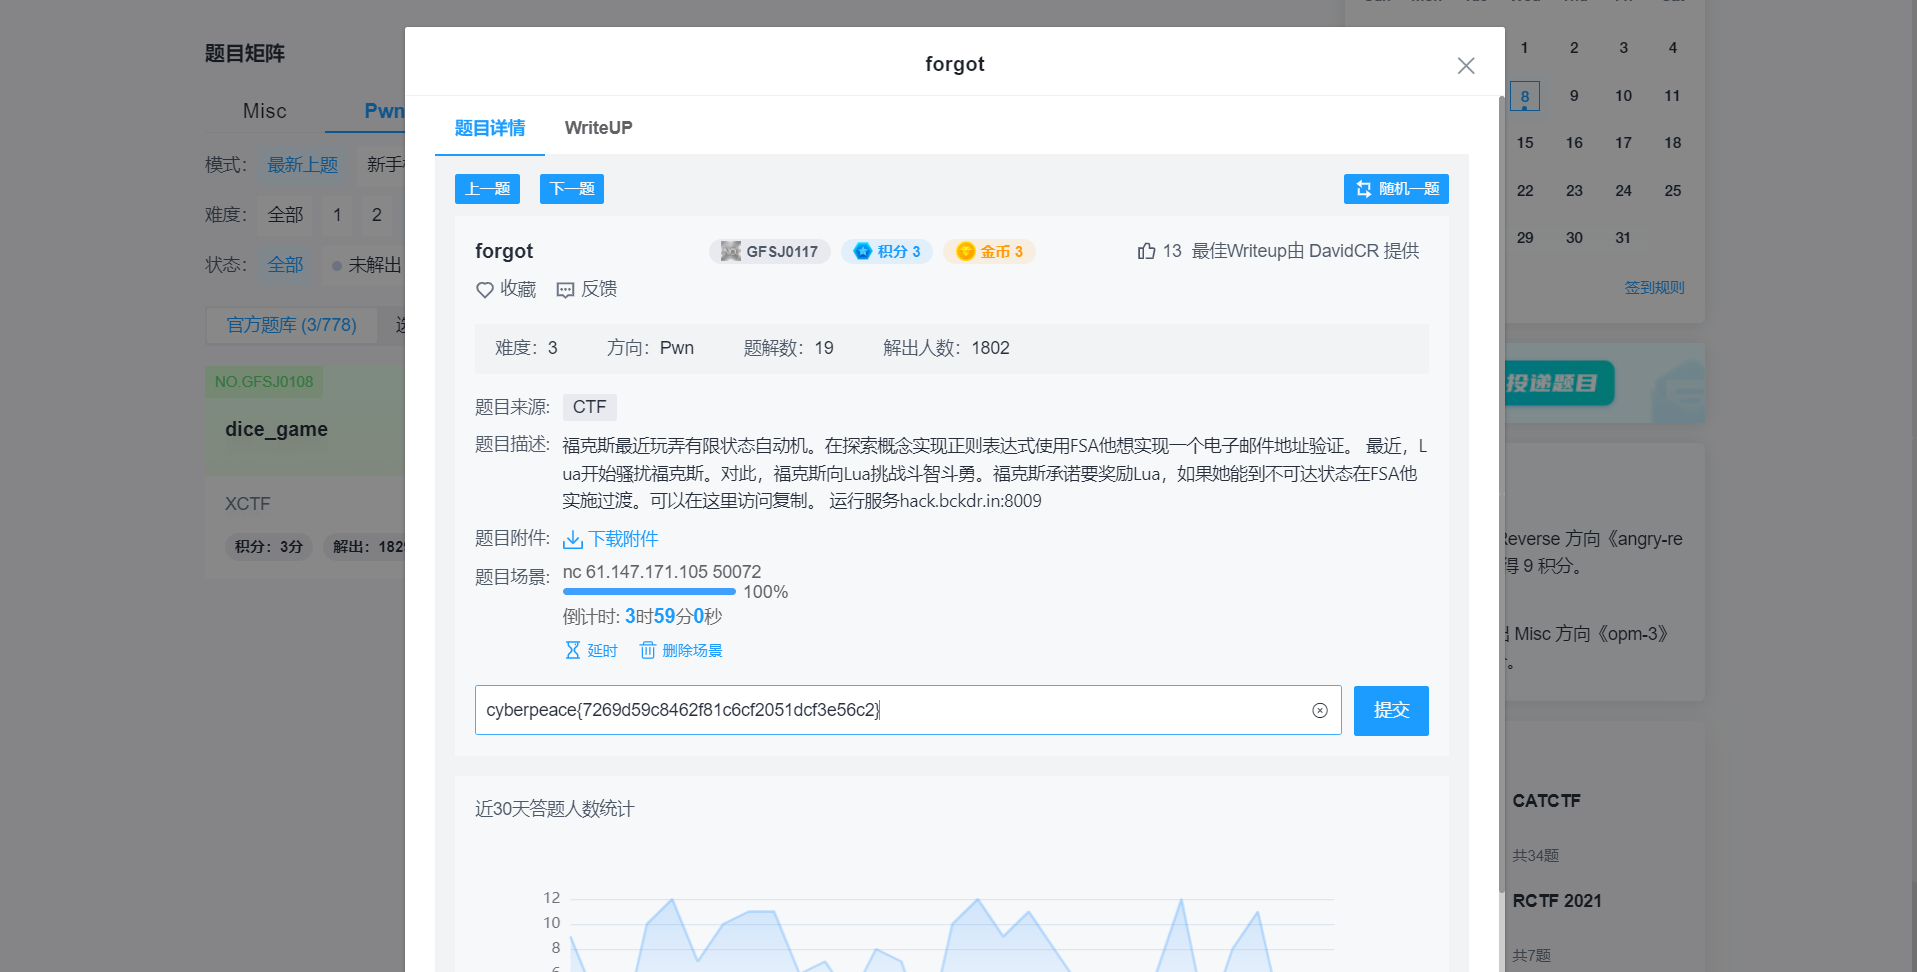 Sun Mon Tue Wed Thu Fri Sat
题目矩阵
Misc
Pwn
模式：
最新上题
新手
难度：
全部
1
2
状态：
全部
未解出
官方题库 (3/778)
NO.GFSJ0108
dice_game
XCTF
积分：3分
解出：1829
forgot
题目详情
WriteUP
上一题
下一题
随机一题
forgot
GFSJ0117
积分 3
金币 3
13
最佳Writeup由 DavidCR 提供
收藏
反馈
难度：3
方向：Pwn
题解数：19
解出人数：1802
题目来源:
CTF
题目描述:
福克斯最近玩弄有限状态自动机。在探索概念实现正则表达式使用FSA他想实现一个电子邮件地址验证。 最近，L
ua开始骚扰福克斯。对此，福克斯向Lua挑战斗智斗勇。福克斯承诺要奖励Lua，如果她能到不可达状态在FSA他
实施过渡。可以在这里访问复制。 运行服务hack.bckdr.in:8009
题目附件:
下载附件
题目场景:
nc 61.147.171.105 50072
100%
倒计时: 3时59分0秒
延时
删除场景
cyberpeace{7269d59c8462f81c6cf2051dcf3e56c2}
提交
近30天答题人数统计
12
10
8
6
1 2 3 4
8 9 10 11
15 16 17 18
22 23 24 25
29 30 31
签到规则
投递题目
Reverse 方向《angry-re
得 9 积分。
Misc 方向《opm-3》
。
CATCTF
共34题
RCTF 2021
共7题